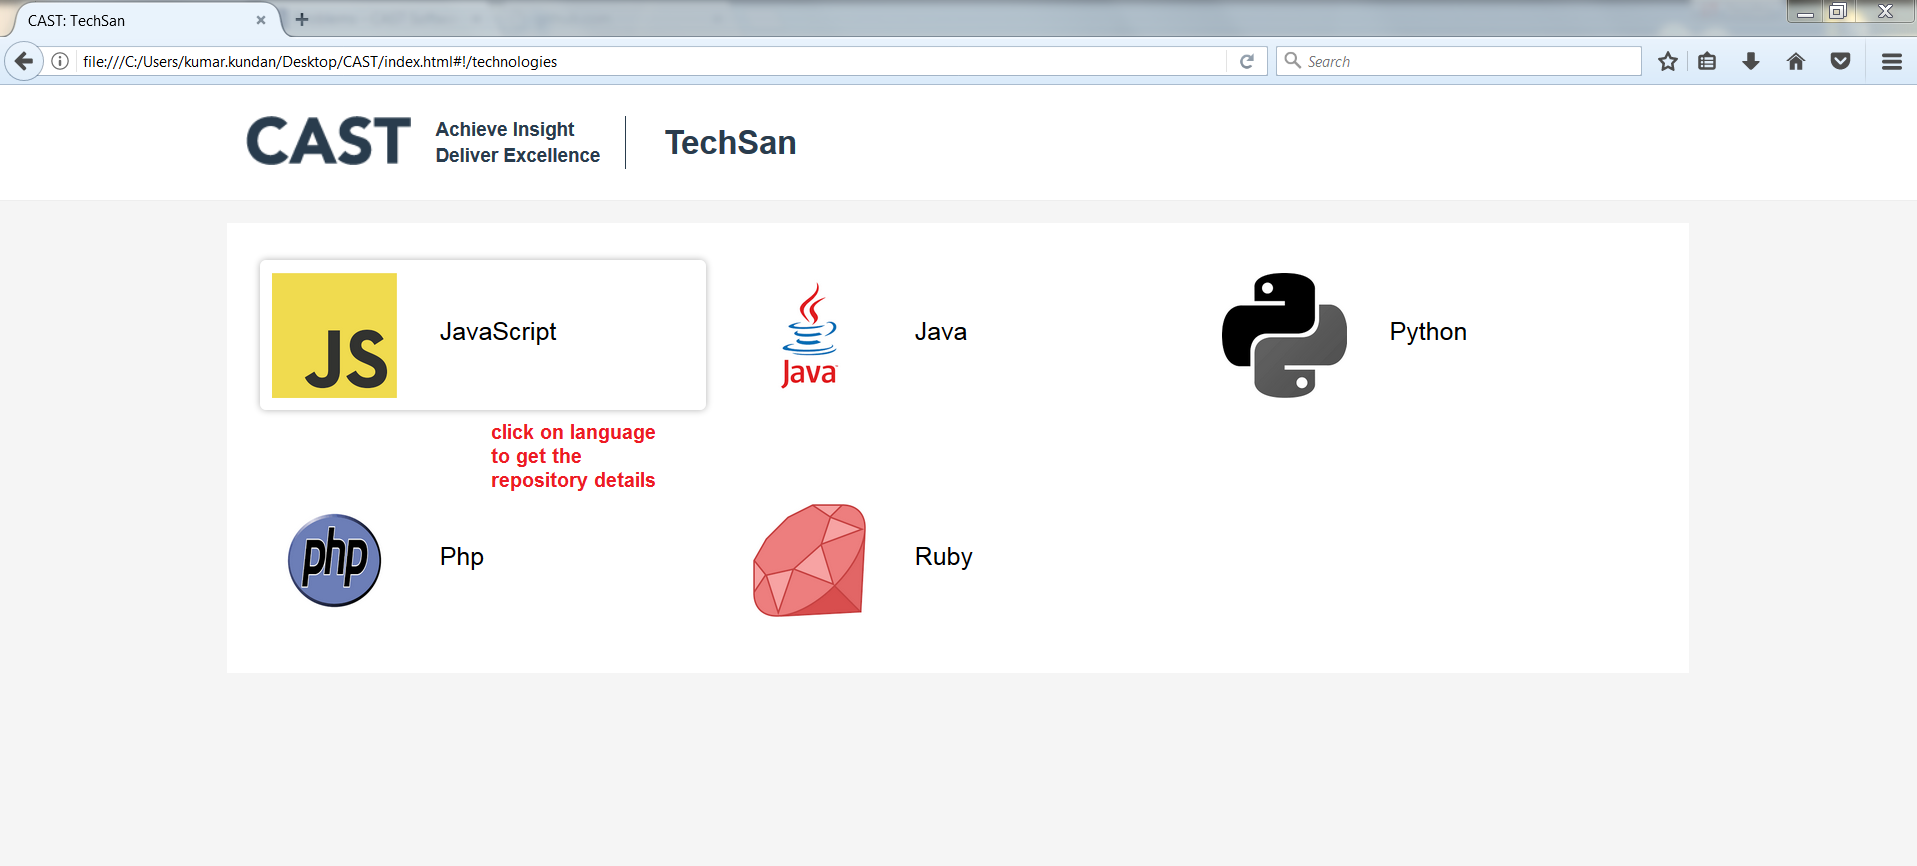 CAST: TechSan
file:///C:/Users/kumar.kundan/Desktop/CAST/index.html#!/technologies
Search
CAST
Achieve Insight
Deliver Excellence
TechSan
JS
JavaScript
Java
Java
Python
click on language
to get the
repository details
php
Php
Ruby